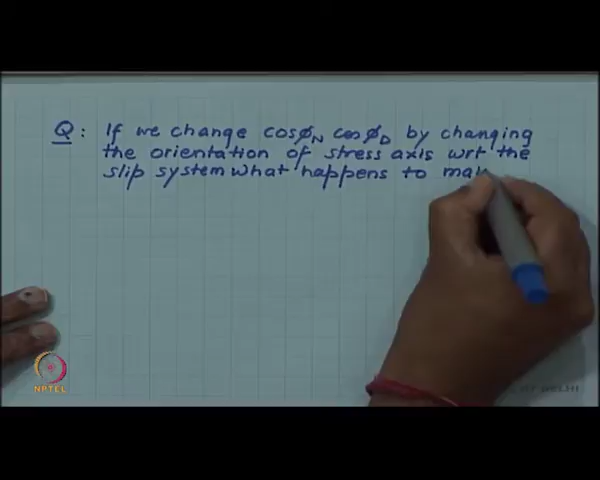 Q: If we change cosϕN cosϕD by changing
the orientation of stress axis wrt the
slip system what happens to
NPTEL